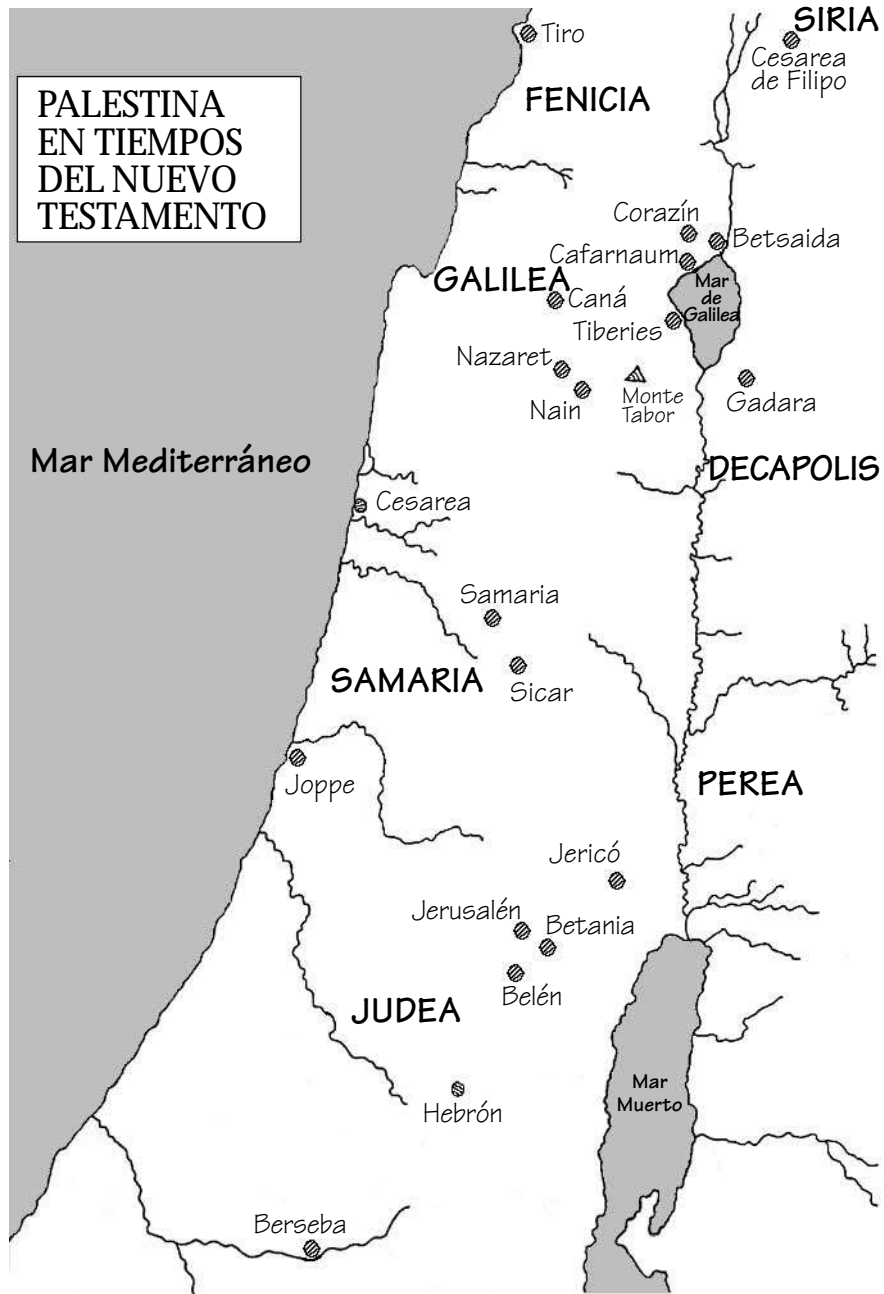 SIRIA
Tiro
Cesarea
de Filipo
PALESTINA
EN TIEMPOS
DEL NUEVO
TESTAMENTO
FENICIA
Corazín
Betsaida
Cafarnaum
GALILEA
Mar
de
Galilea
Caná
Tiberies
Nazaret
Nain
Monte
Tabor
Gadara
Mar Mediterráneo
DECAPOLIS
Cesarea
Samaria
SAMARIA
Sicar
Joppe
PEREA
Jericó
Jerusalén
Betania
Belén
JUDEA
Mar
Muerto
Hebrón
Berseba